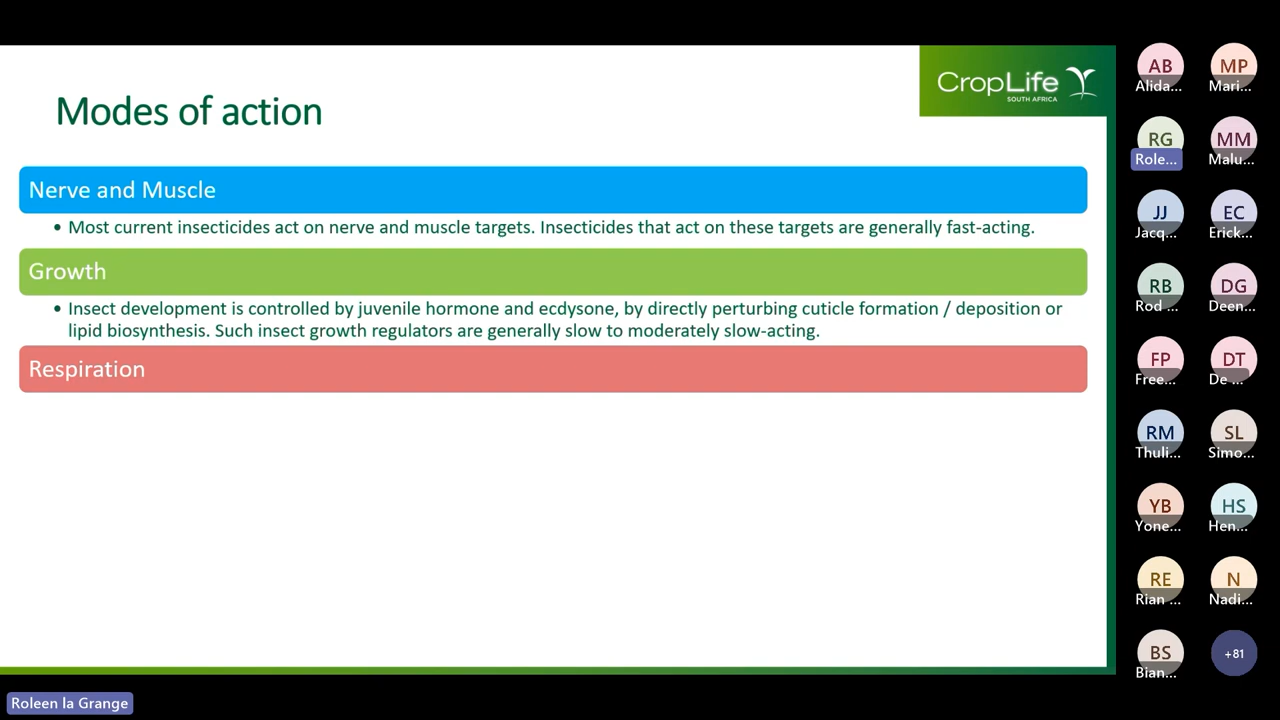 CropLife
SOUTH AFRICA
Modes of action
Nerve and Muscle
• Most current insecticides act on nerve and muscle targets. Insecticides that act on these targets are generally fast-acting.
Growth
• Insect development is controlled by juvenile hormone and ecdysone, by directly perturbing cuticle formation / deposition or
lipid biosynthesis. Such insect growth regulators are generally slow to moderately slow-acting.
Respiration
AB
Alida...
MP
Mari...
RG
Role...
MM
Malu...
JJ
Jacq...
EC
Erick...
RB
Rod ...
DG
Deen...
FP
Free...
DT
De ...
RM
Thuli...
SL
Simo...
YB
Yone...
HS
Hen...
RE
Rian ...
N
Nadi...
BS
Bian...
+81
Roleen la Grange